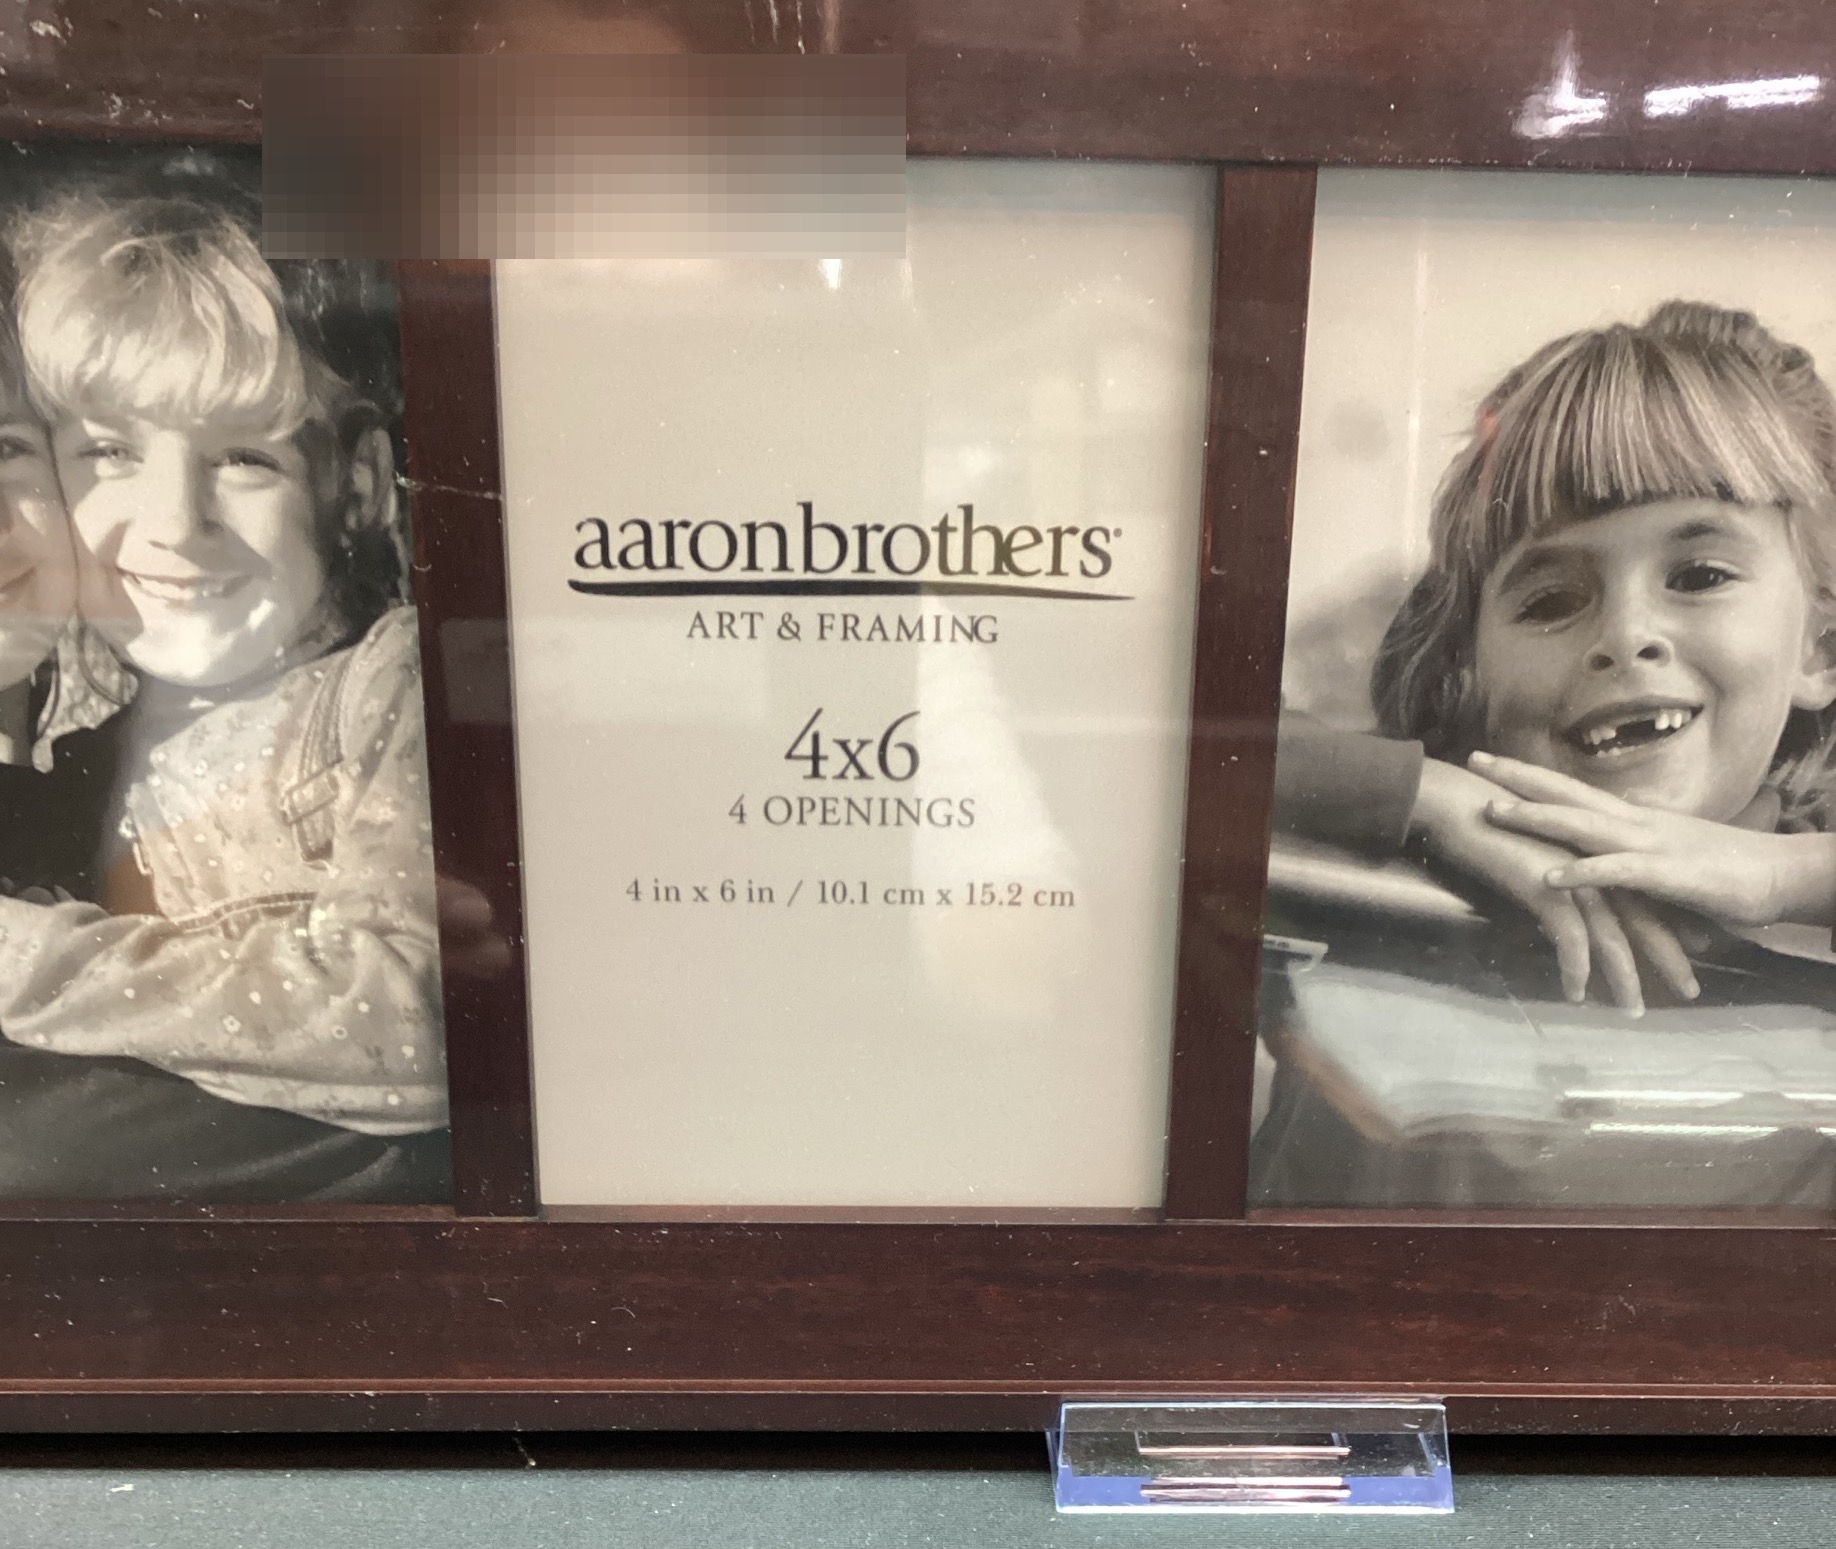 aaronbrothers
ART & FRAMING
4x6
4 OPENINGS
4 in x 6 in / 10.1 cm x 15.2 cm